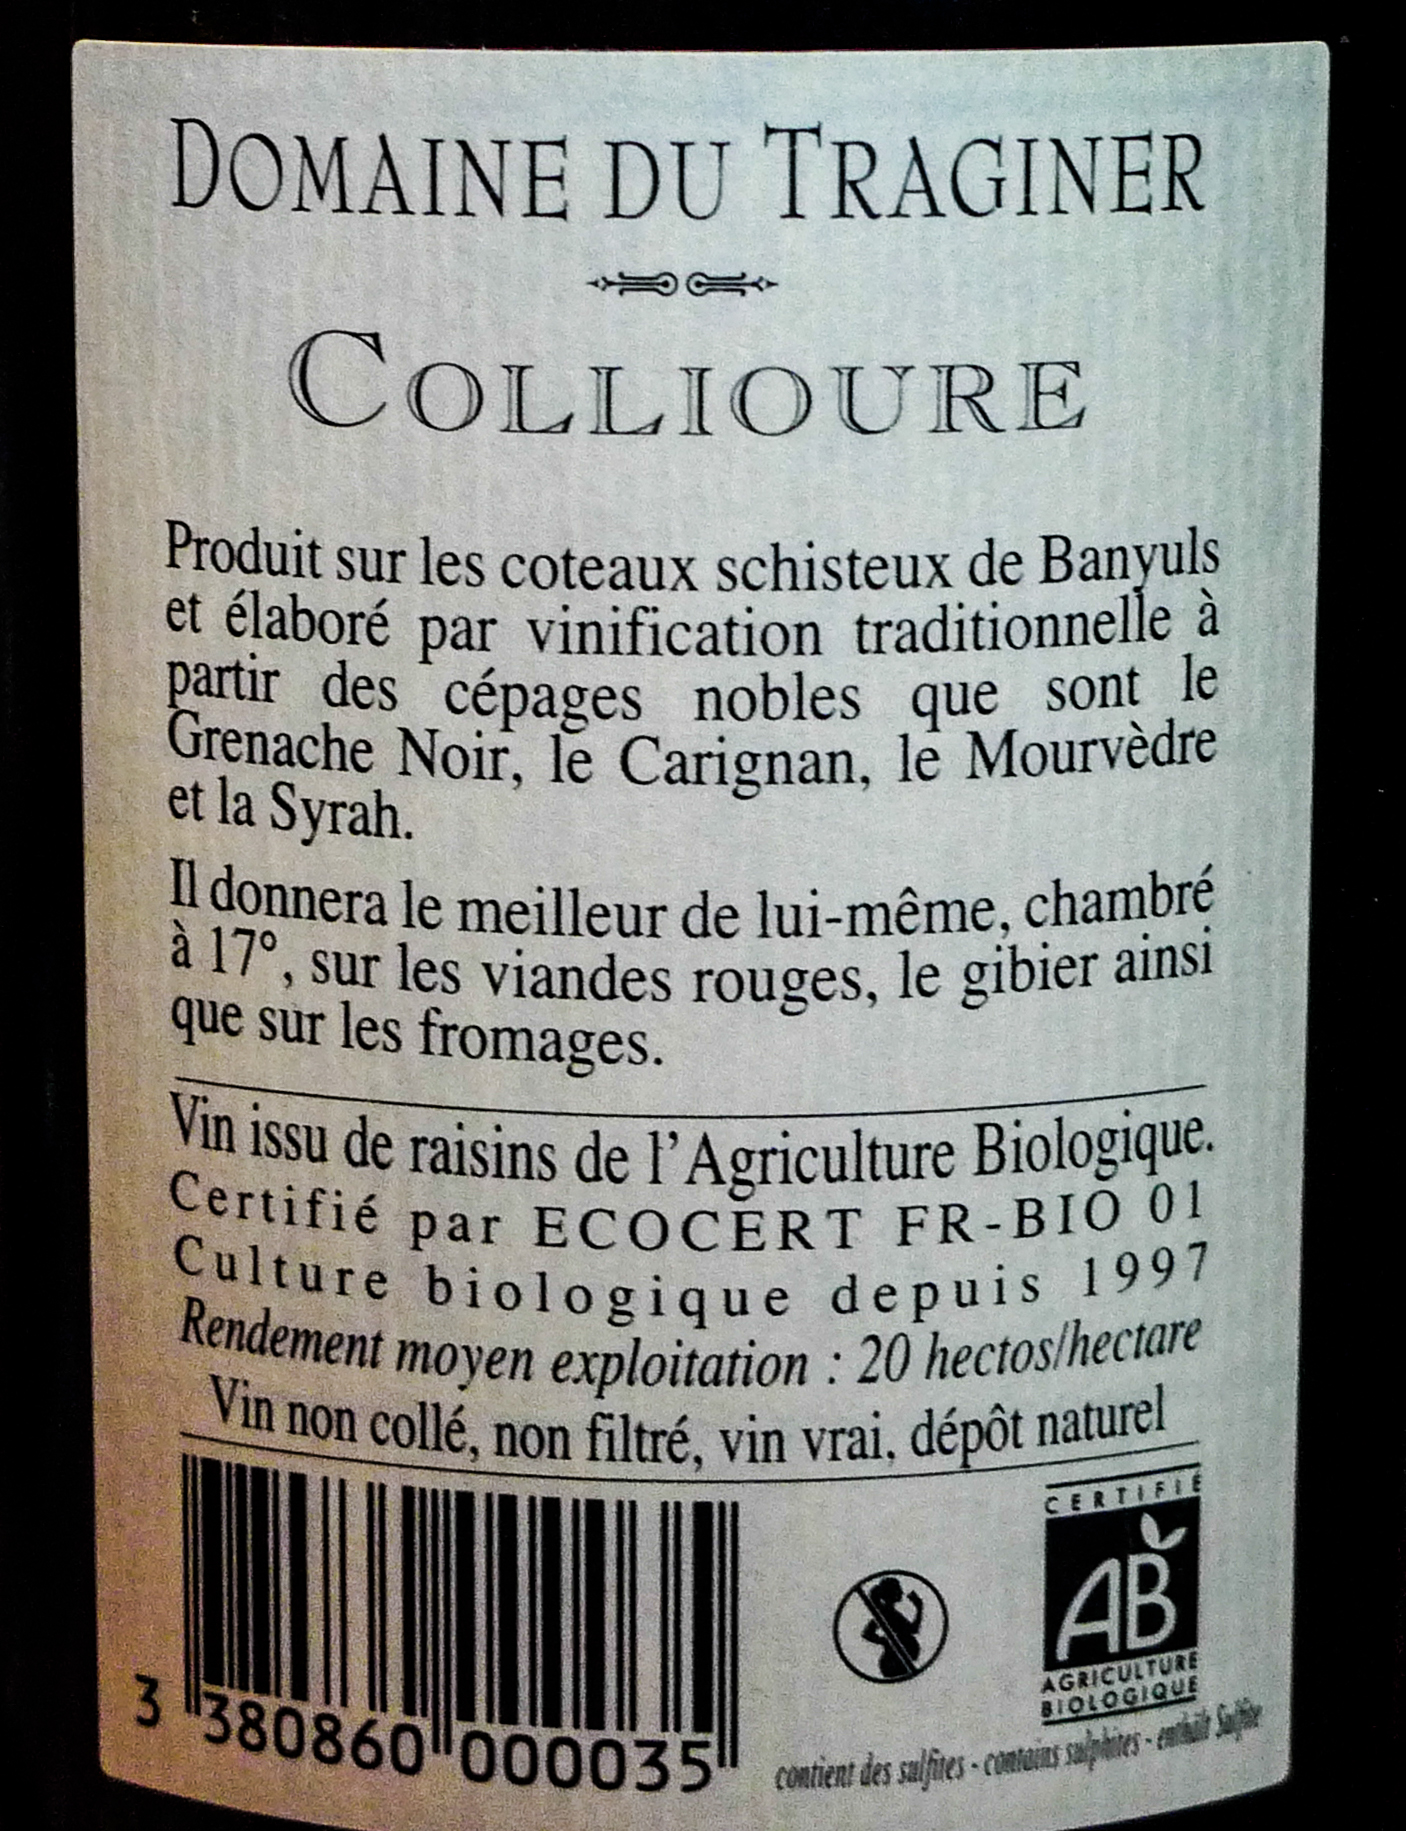 DOMAINE DU TRAGINER
COLLIOURE
Produit sur les coteaux schisteux de Banyuls
et élaboré par vinification traditionnelle à
partir des cépages nobles que sont le
Grenache Noir, le Carignan, le Mourvèdre
et la Syrah.
Il donnera le meilleur de lui-même, chambré
à 17°, sur les viandes rouges, le gibier ainsi
que sur les fromages.
Vin issu de raisins de l'Agriculture Biologique.
Certifié par ECOCERT FR-BIO 01
Culture biologique depuis 1997
Rendement moyen exploitation : 20 hectos/hectare
Vin non collé, non filtré, vin vrai, dépôt naturel
CERTIFIÉ
AB
AGRICULTURE
BIOLOGIQUE
3 380860 000035
contient des sulfites - contains sulphites - enthält Sulfite